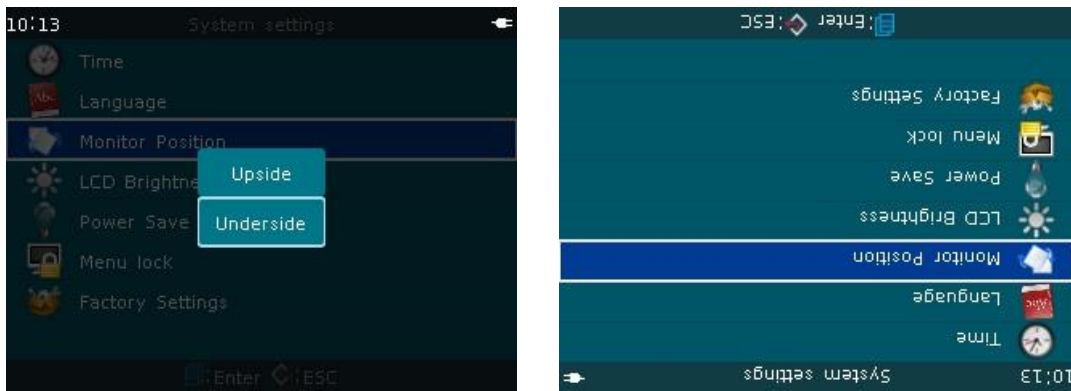 10:13 System settings
Time
Language
Monitor Position
LCD Brightne
Power Save
Menu lock
Factory Settings
Upside
Underside
:Enter :ESC
10:13 System settings
Time
Language
Monitor Position
LCD Brightness
Power Save
Menu lock
Factory Settings
:Enter :ESC